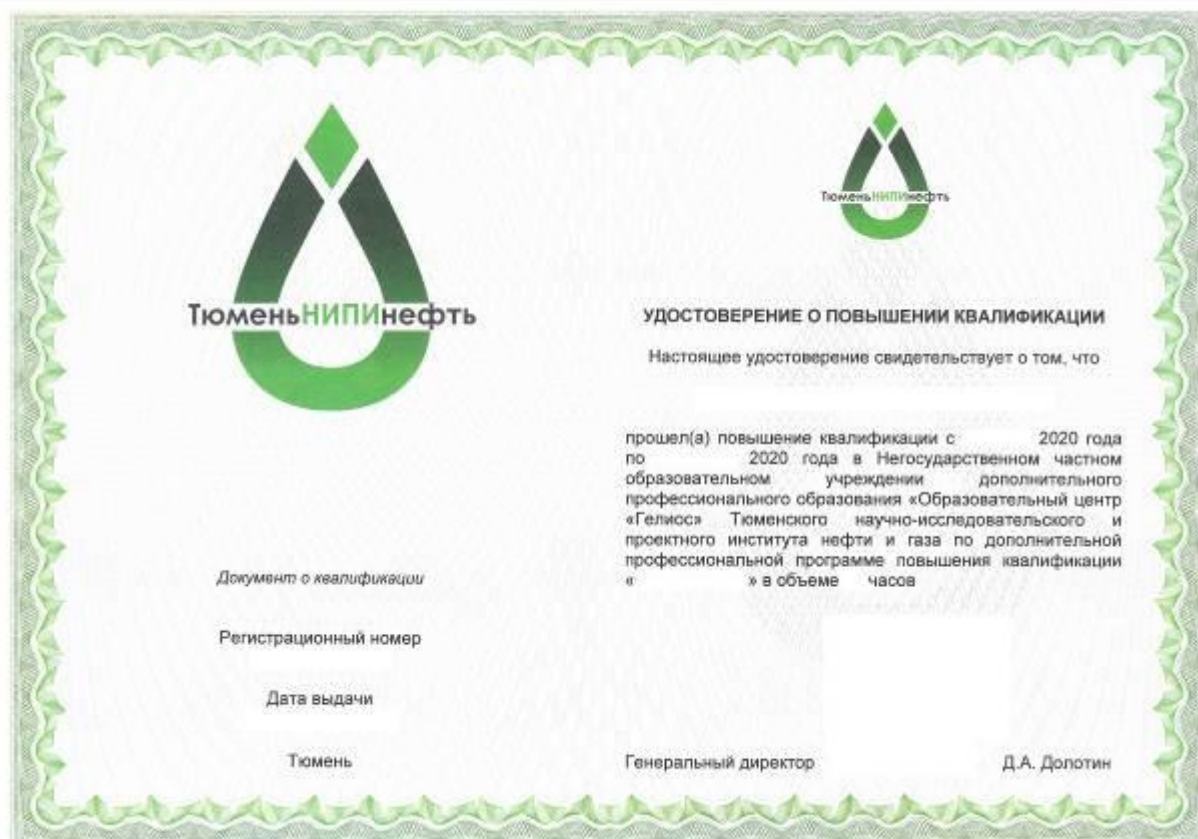 ТюменьНИПИнефть
Документ о квалификации
Регистрационный номер
Дата выдачи
Тюмень
ТюменьНИПИнефть
УДОСТОВЕРЕНИЕ О ПОВЫШЕНИИ КВАЛИФИКАЦИИ
Настоящее удостоверение свидетельствует о том, что
прошел(а) повышение квалификации с 2020 года
по 2020 года в Негосударственном частном
образовательном учреждении дополнительного
профессионального образования «Образовательный центр
«Гелиос» Тюменского научно-исследовательского и
проектного института нефти и газа по дополнительной
профессиональной программе повышения квалификации
« » в объеме часов
Генеральный директор Д.А. Долотин